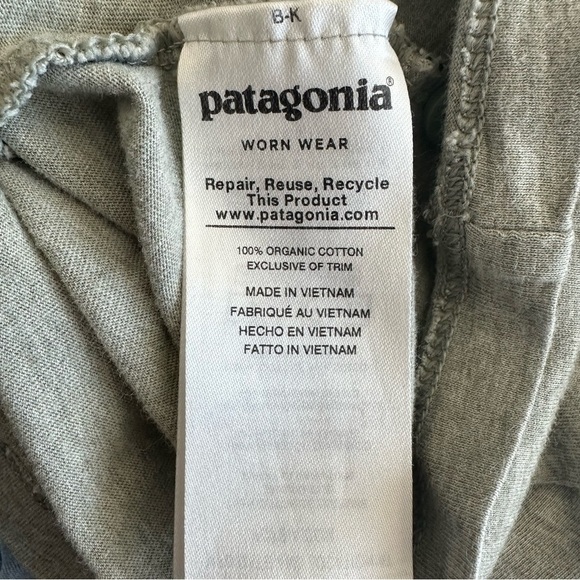 B-K
patagonia®
WORN WEAR
Repair, Reuse, Recycle
This Product
www.patagonia.com
100% ORGANIC COTTON
EXCLUSIVE OF TRIM
MADE IN VIETNAM
FABRIQUÉ AU VIETNAM
HECHO EN VIETNAM
FATTO IN VIETNAM